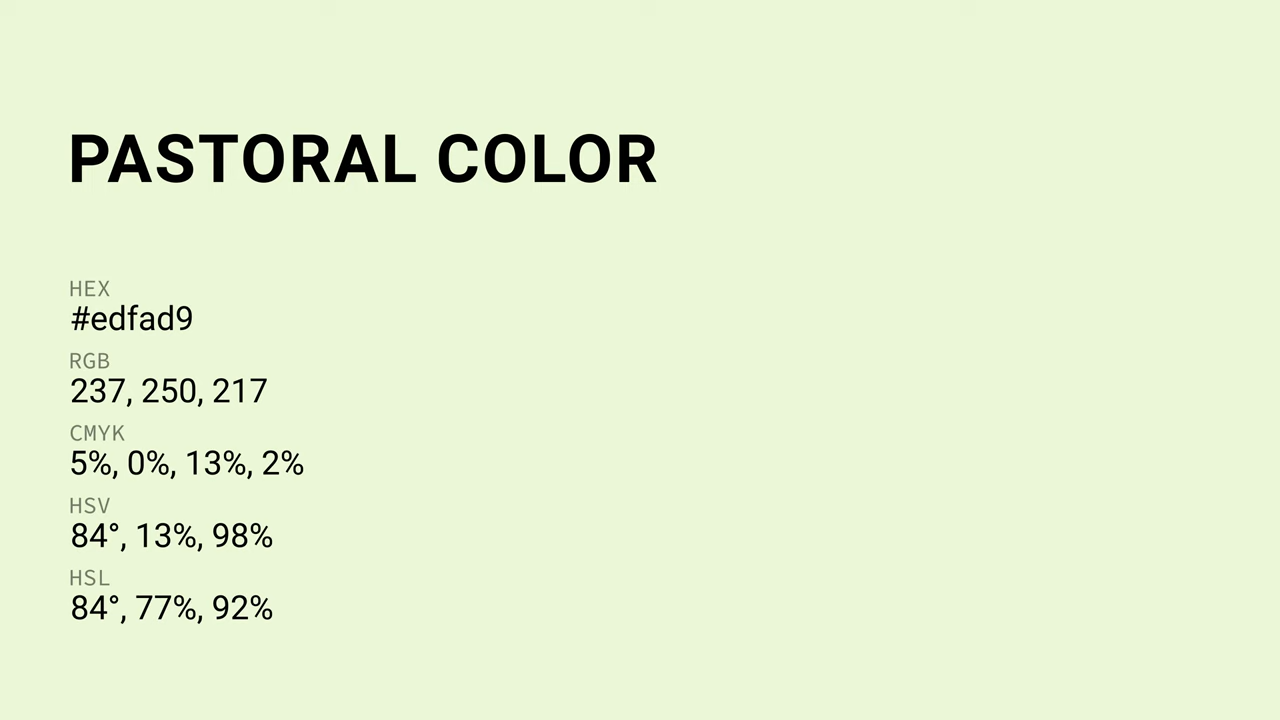 PASTORAL COLOR
HEX
#edfad9
RGB
237, 250, 217
CMYK
5%, 0%, 13%, 2%
HSV
84°, 13%, 98%
HSL
84°, 77%, 92%